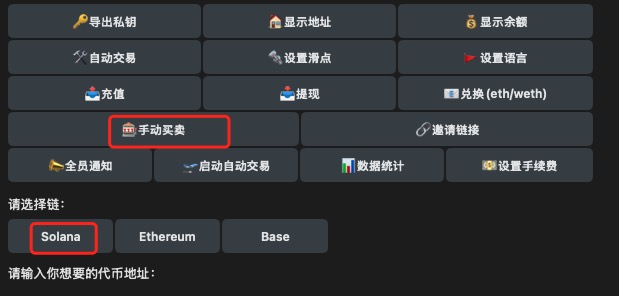 🔑导出私钥 🏠显示地址 💰显示余额
🛠自动交易 🔩设置滑点 🚩设置语言
📤充值 📤提现 📧兑换(eth/weth)
🎰手动买卖 🔗邀请链接
📣全员通知 🛫启动自动交易 📊数据统计 💴设置手续费
请选择链：
Solana Ethereum Base
请输入你想要的代币地址：